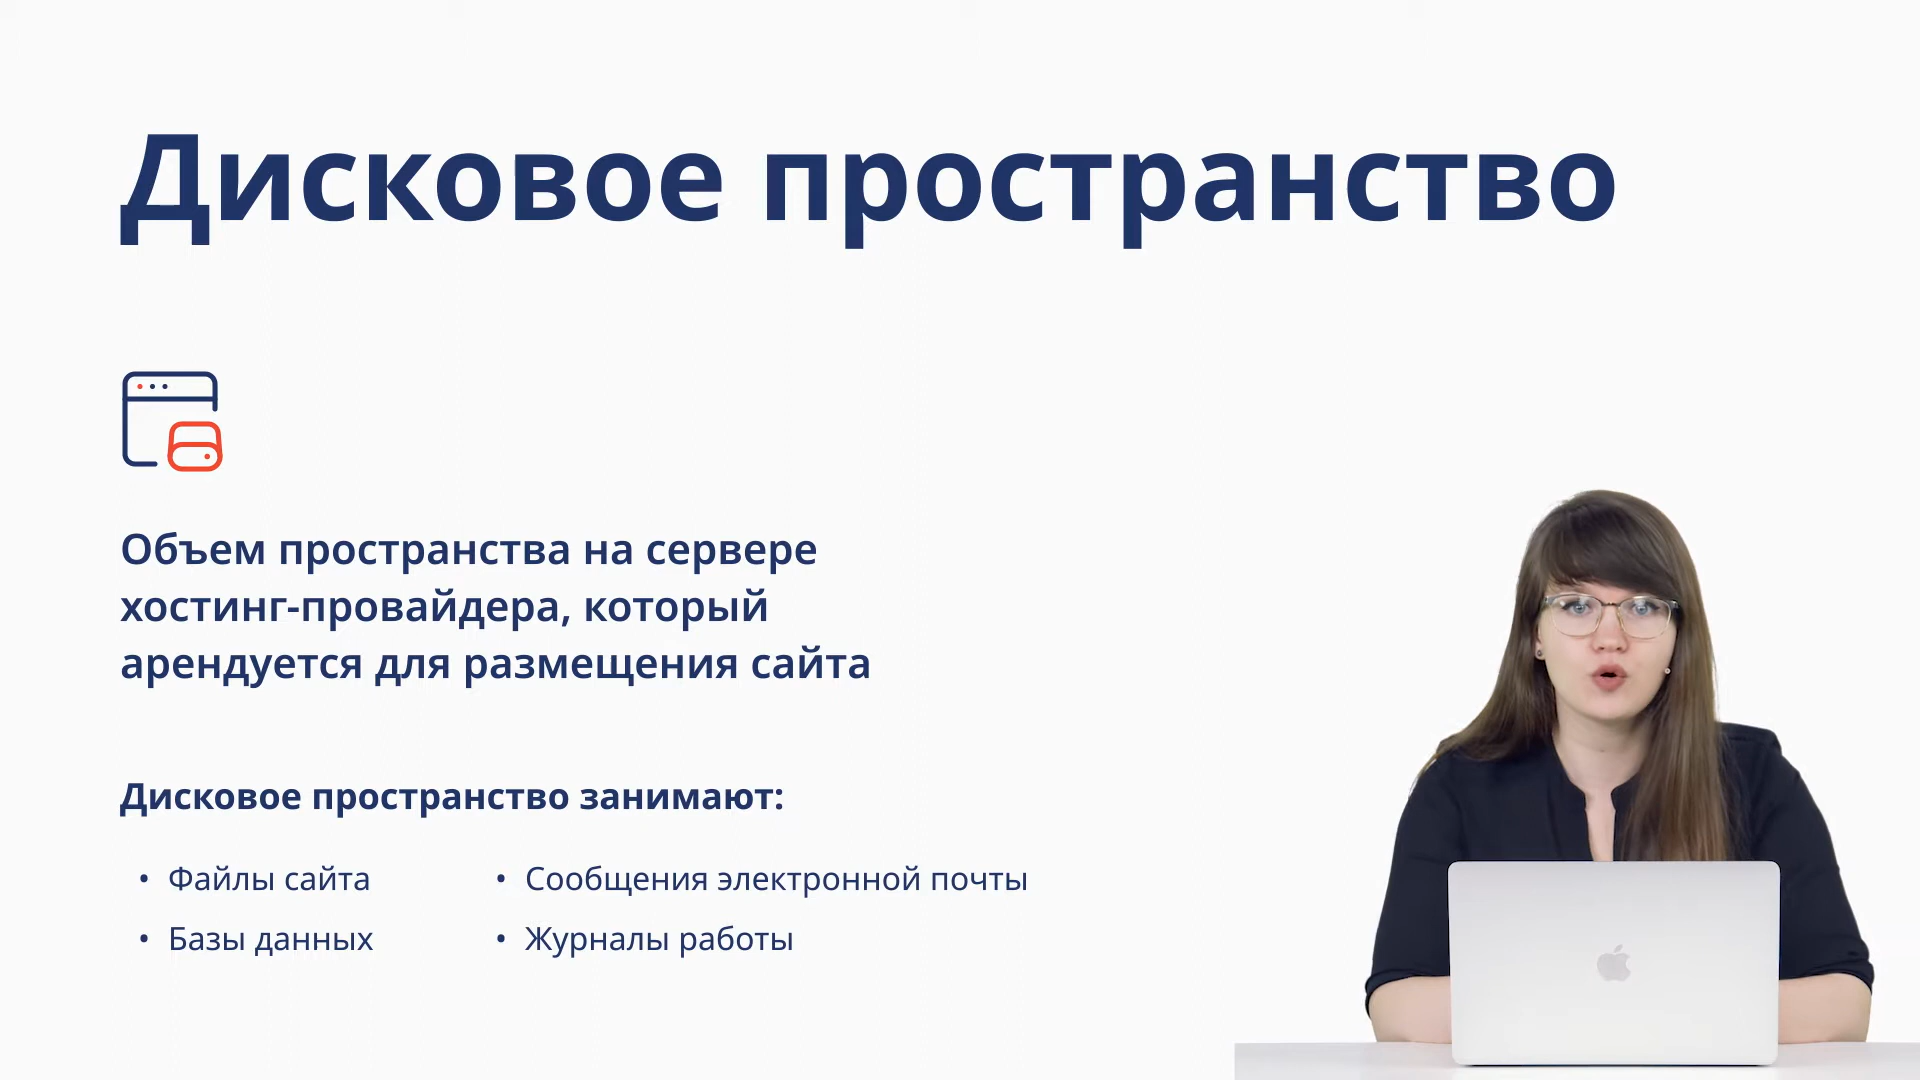 Дисковое пространство
Объем пространства на сервере
хостинг-провайдера, который
арендуется для размещения сайта
Дисковое пространство занимают:
• Файлы сайта
• Базы данных
• Сообщения электронной почты
• Журналы работы